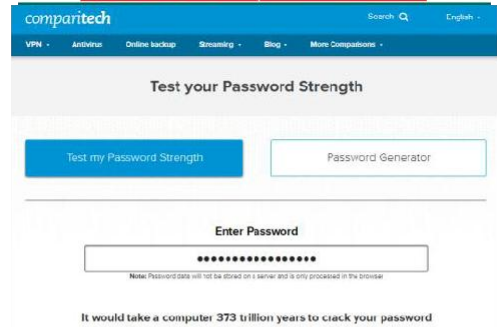 comparitech Search English
VPN Antivirus Online backup Streaming Blog More Comparisons
Test your Password Strength
Test my Password Strength Password Generator
Enter Password
•••••••••••••••••
Note: Password data will not be stored on a server and is only processed in the browser
It would take a computer 373 trillion years to crack your password